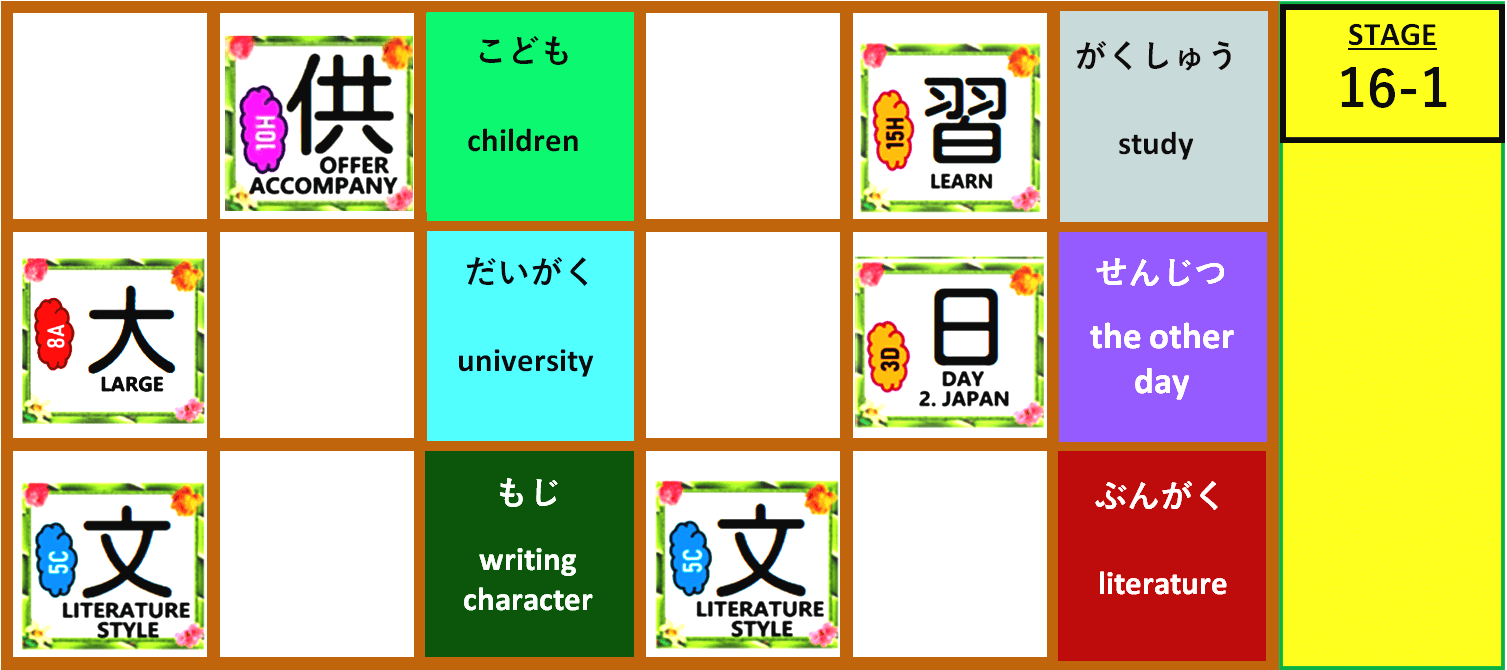 供
10H
OFFER
ACCOMPANY
こども
children
習
15H
LEARN
がくしゅう
study
STAGE
16-1
大
8A
LARGE
だいがく
university
日
3D
DAY
2. JAPAN
せんじつ
the other
day
文
5C
LITERATURE
STYLE
もじ
writing
character
文
5C
LITERATURE
STYLE
ぶんがく
literature